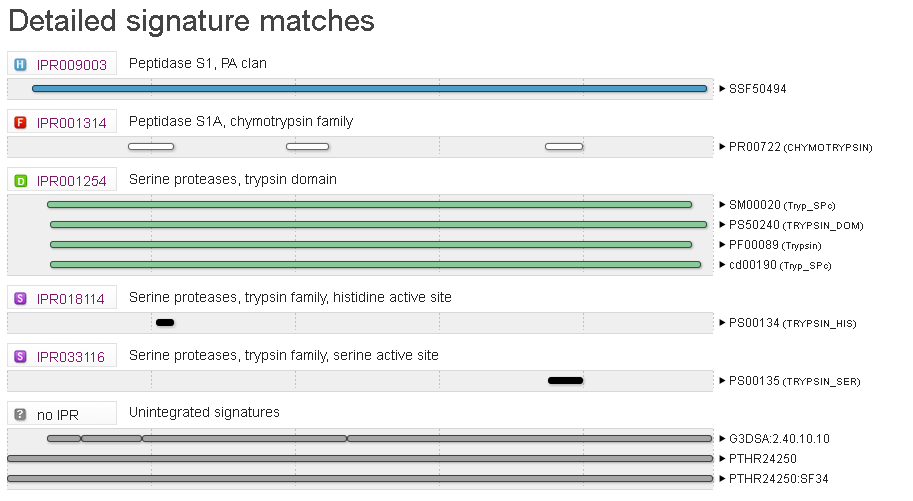 Detailed signature matches
H IPR009003 Peptidase S1, PA clan
SSF50494
F IPR001314 Peptidase S1A, chymotrypsin family
PR00722 (CHYMOTRYPSIN)
D IPR001254 Serine proteases, trypsin domain
SM00020 (Tryp_SPc)
PS50240 (TRYPSIN_DOM)
PF00089 (Trypsin)
cd00190 (Tryp_SPc)
S IPR018114 Serine proteases, trypsin family, histidine active site
PS00134 (TRYPSIN_HIS)
S IPR033116 Serine proteases, trypsin family, serine active site
PS00135 (TRYPSIN_SER)
? no IPR Unintegrated signatures
G3DSA:2.40.10.10
PTHR24250
PTHR24250:SF34